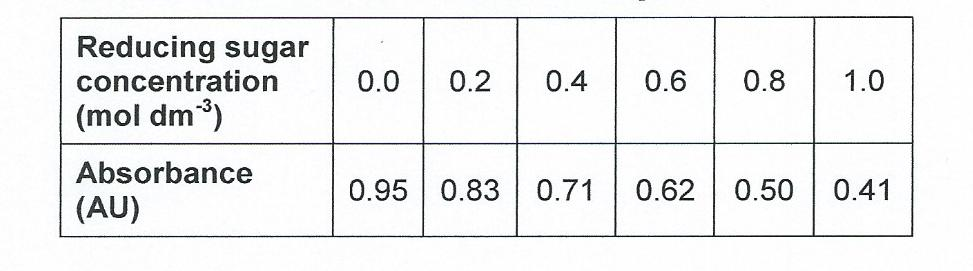 Reducing sugar
concentration
(mol dm⁻³)
0.0 0.2 0.4 0.6 0.8 1.0
Absorbance
(AU)
0.95 0.83 0.71 0.62 0.50 0.41